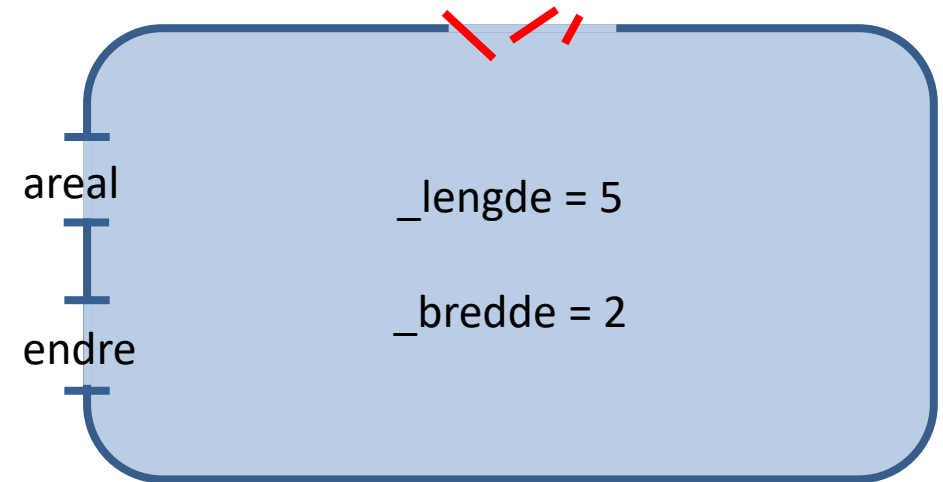 areal
_lengde = 5
_bredde = 2
endre